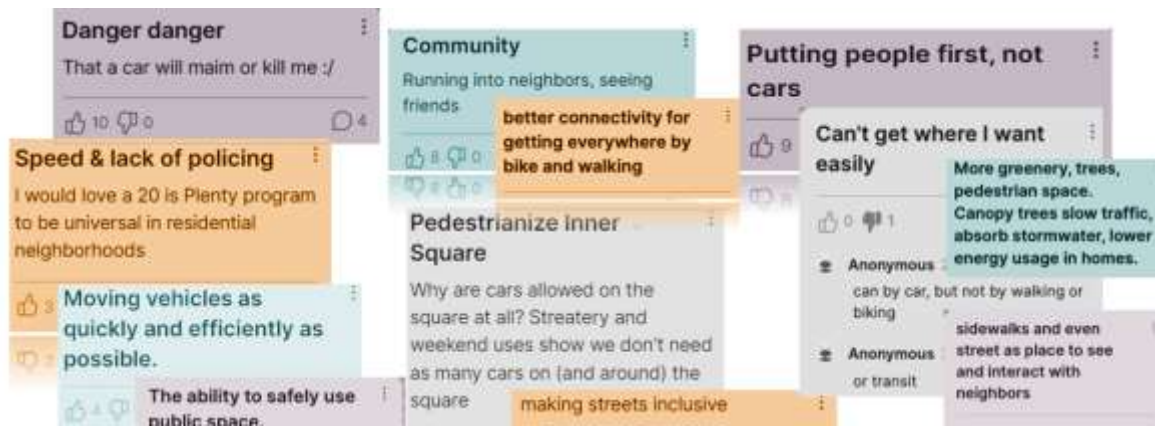 Danger danger
That a car will maim or kill me :/
10 0 4
Speed & lack of policing
I would love a 20 is Plenty program
to be universal in residential
neighborhoods
3
Moving vehicles as
quickly and efficiently as
possible.
4
The ability to safely use
public space.
Community
Running into neighbors, seeing
friends
8 0
better connectivity for
getting everywhere by
bike and walking
Pedestrianize Inner
Square
Why are cars allowed on the
square at all? Streatery and
weekend uses show we don't need
as many cars on (and around) the
square
making streets inclusive
Putting people first, not
cars
9
Can't get where I want
easily
0 1
Anonymous
can by car, but not by walking or
biking
Anonymous
or transit
More greenery, trees,
pedestrian space.
Canopy trees slow traffic,
absorb stormwater, lower
energy usage in homes.
sidewalks and even
street as place to see
and interact with
neighbors